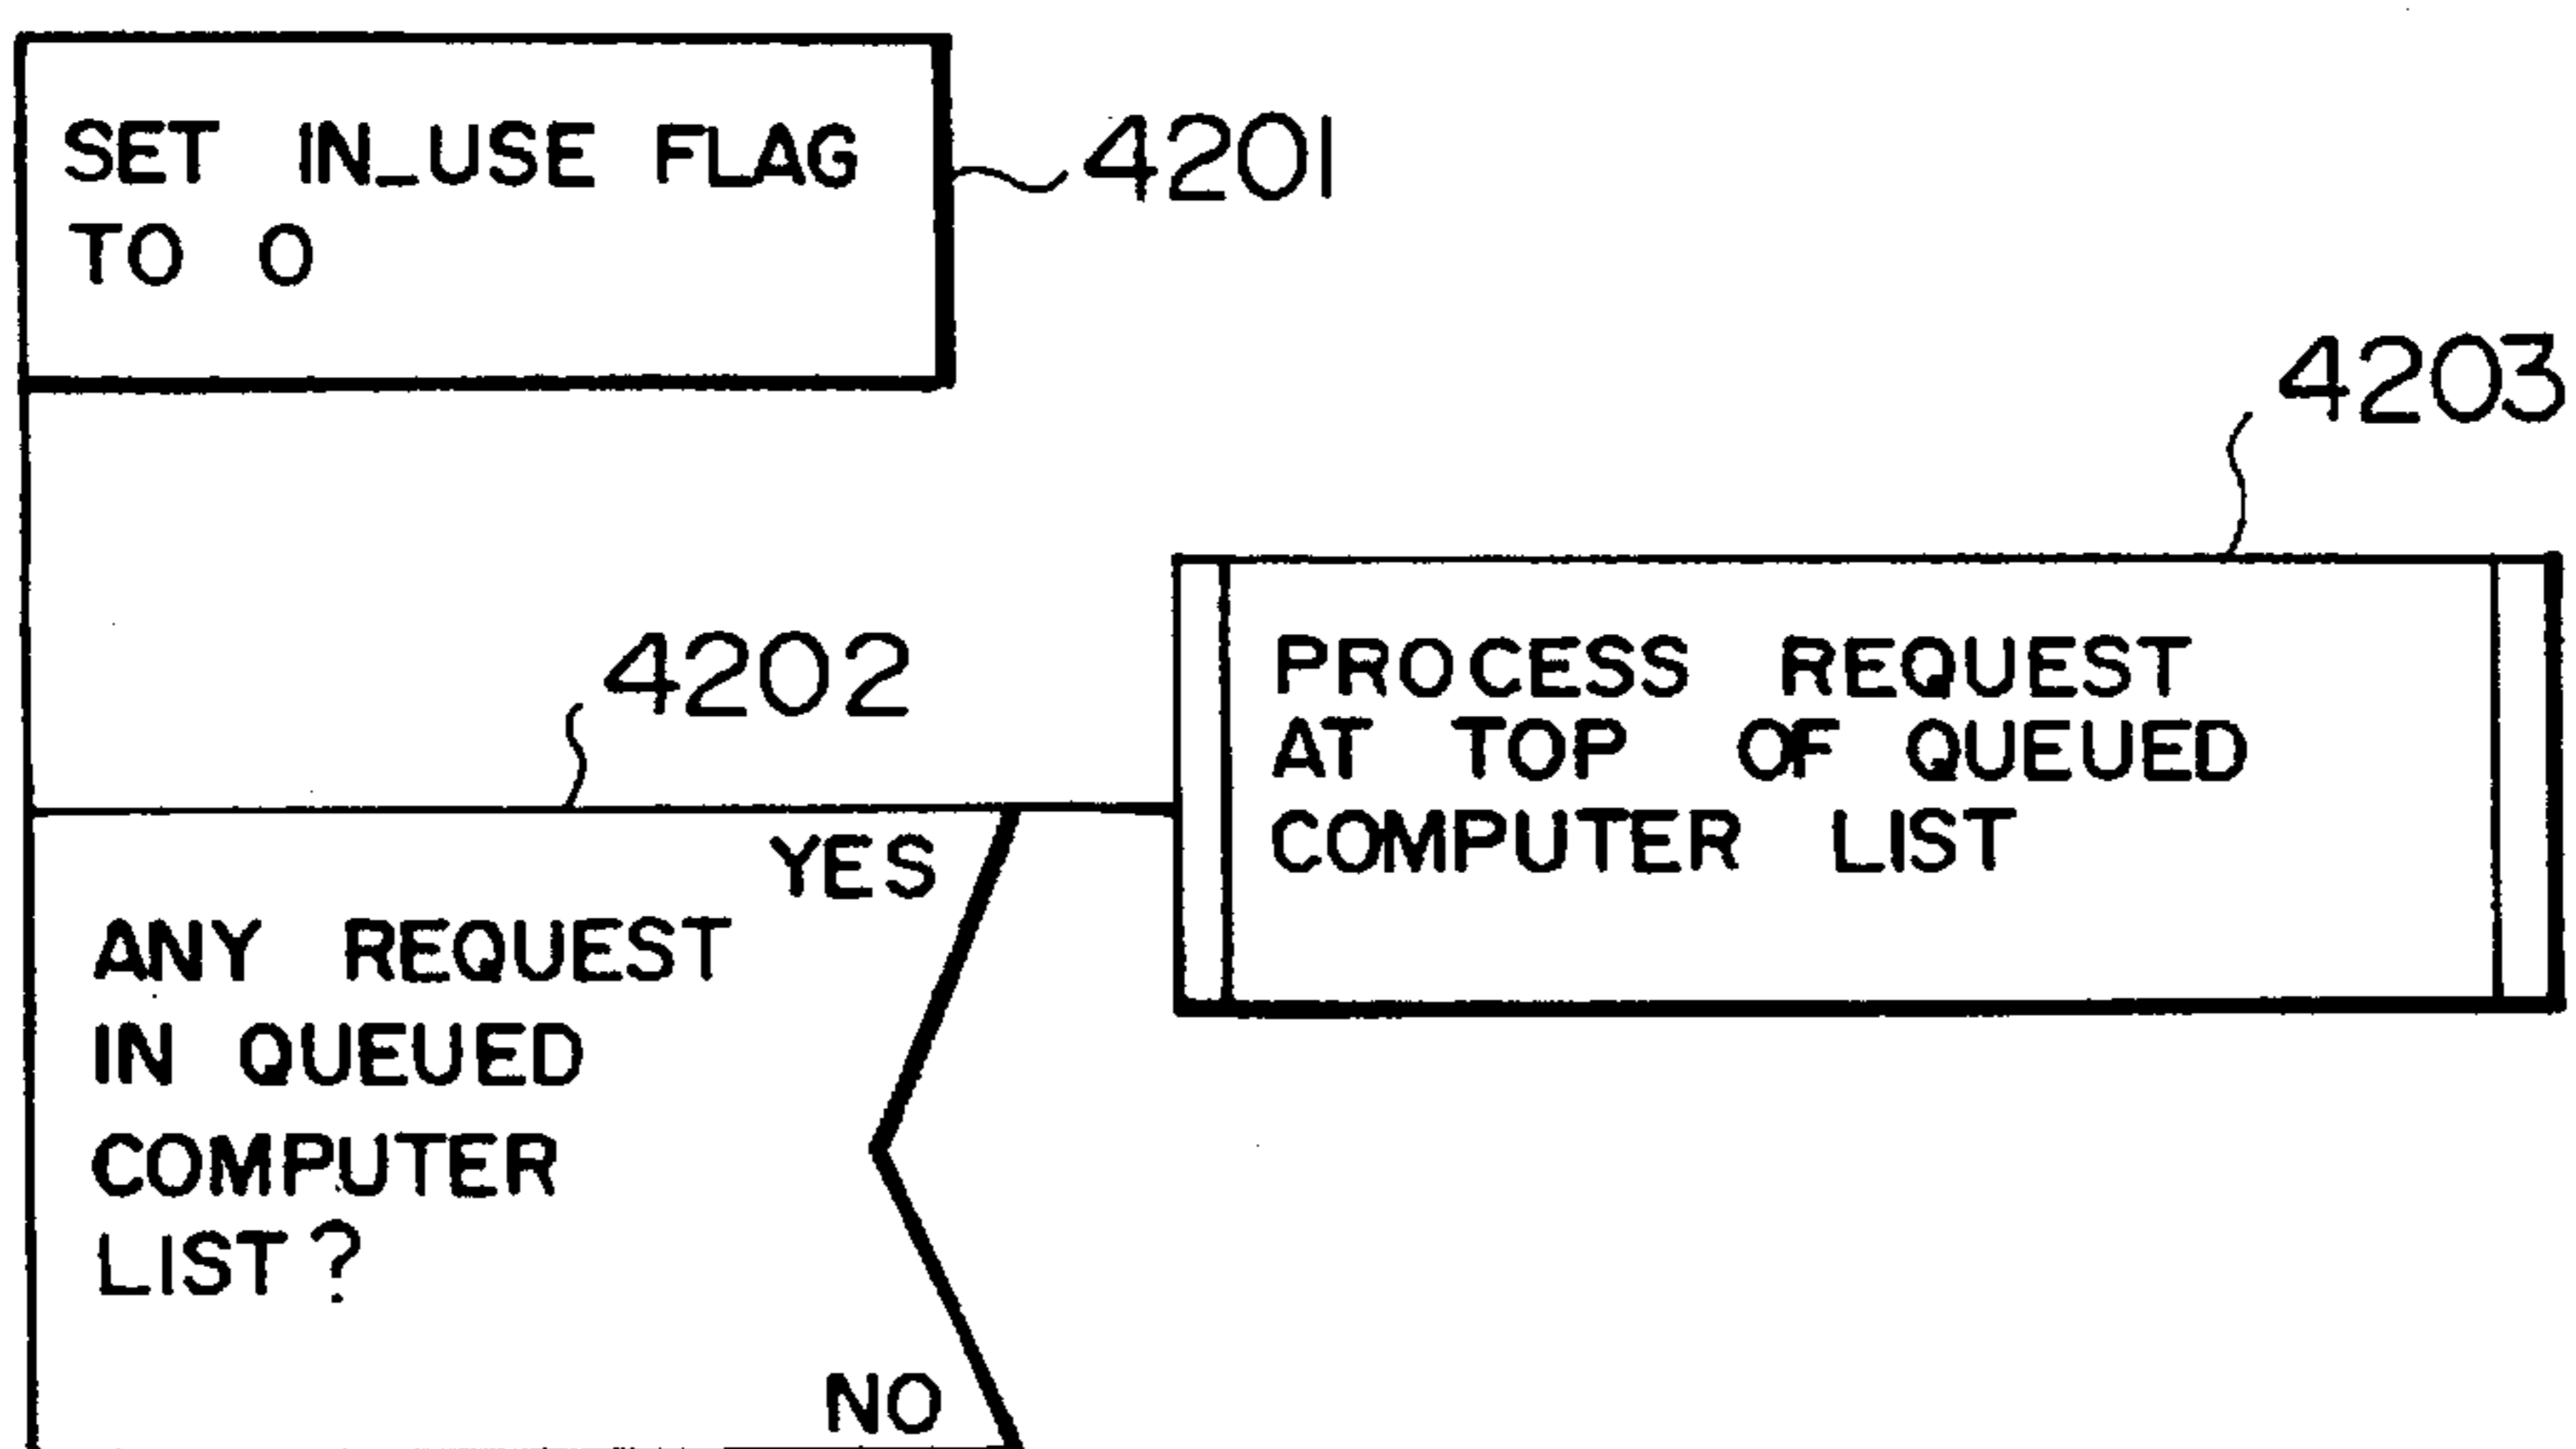 SET IN_USE FLAG
TO 0
4201
4203
4202
PROCESS REQUEST
AT TOP OF QUEUED
COMPUTER LIST
YES
ANY REQUEST
IN QUEUED
COMPUTER
LIST?
NO